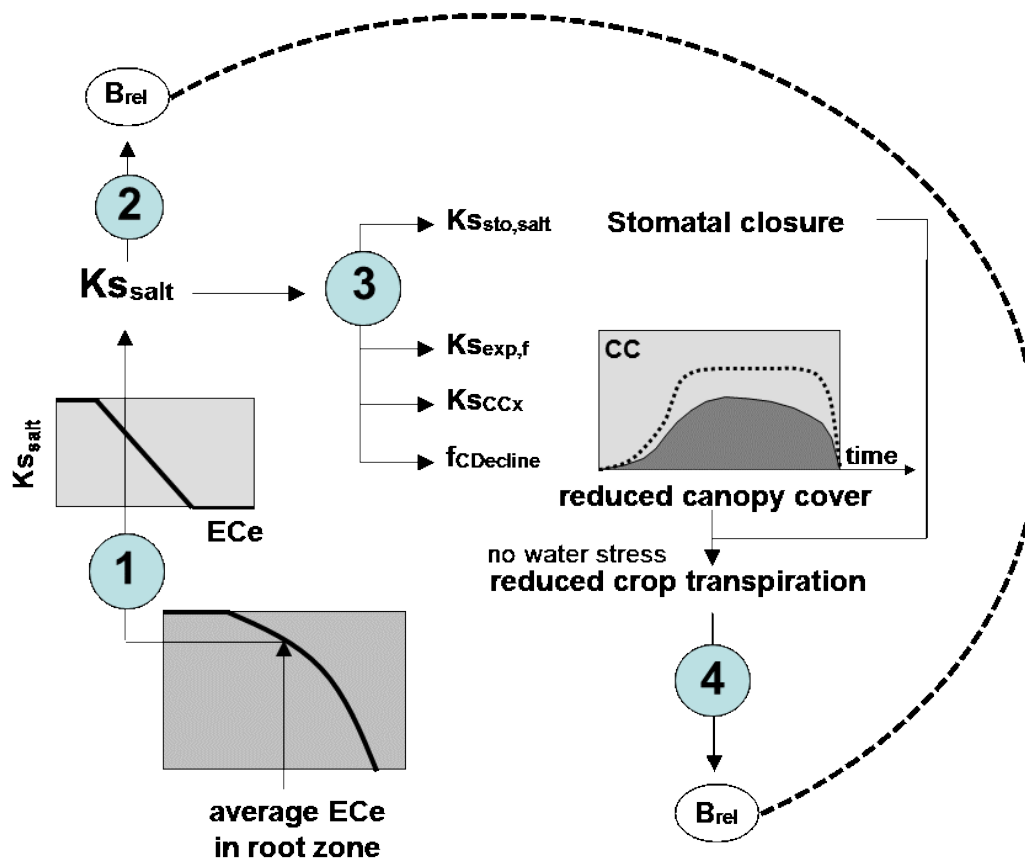 Brel
2
Kssalt
3
Kssto,salt
Stomatal closure
Ksexp,f
KsCCx
fCDecline
CC
time
reduced canopy cover
Kssalt
ECe
1
no water stress
reduced crop transpiration
4
Brel
average ECe
in root zone